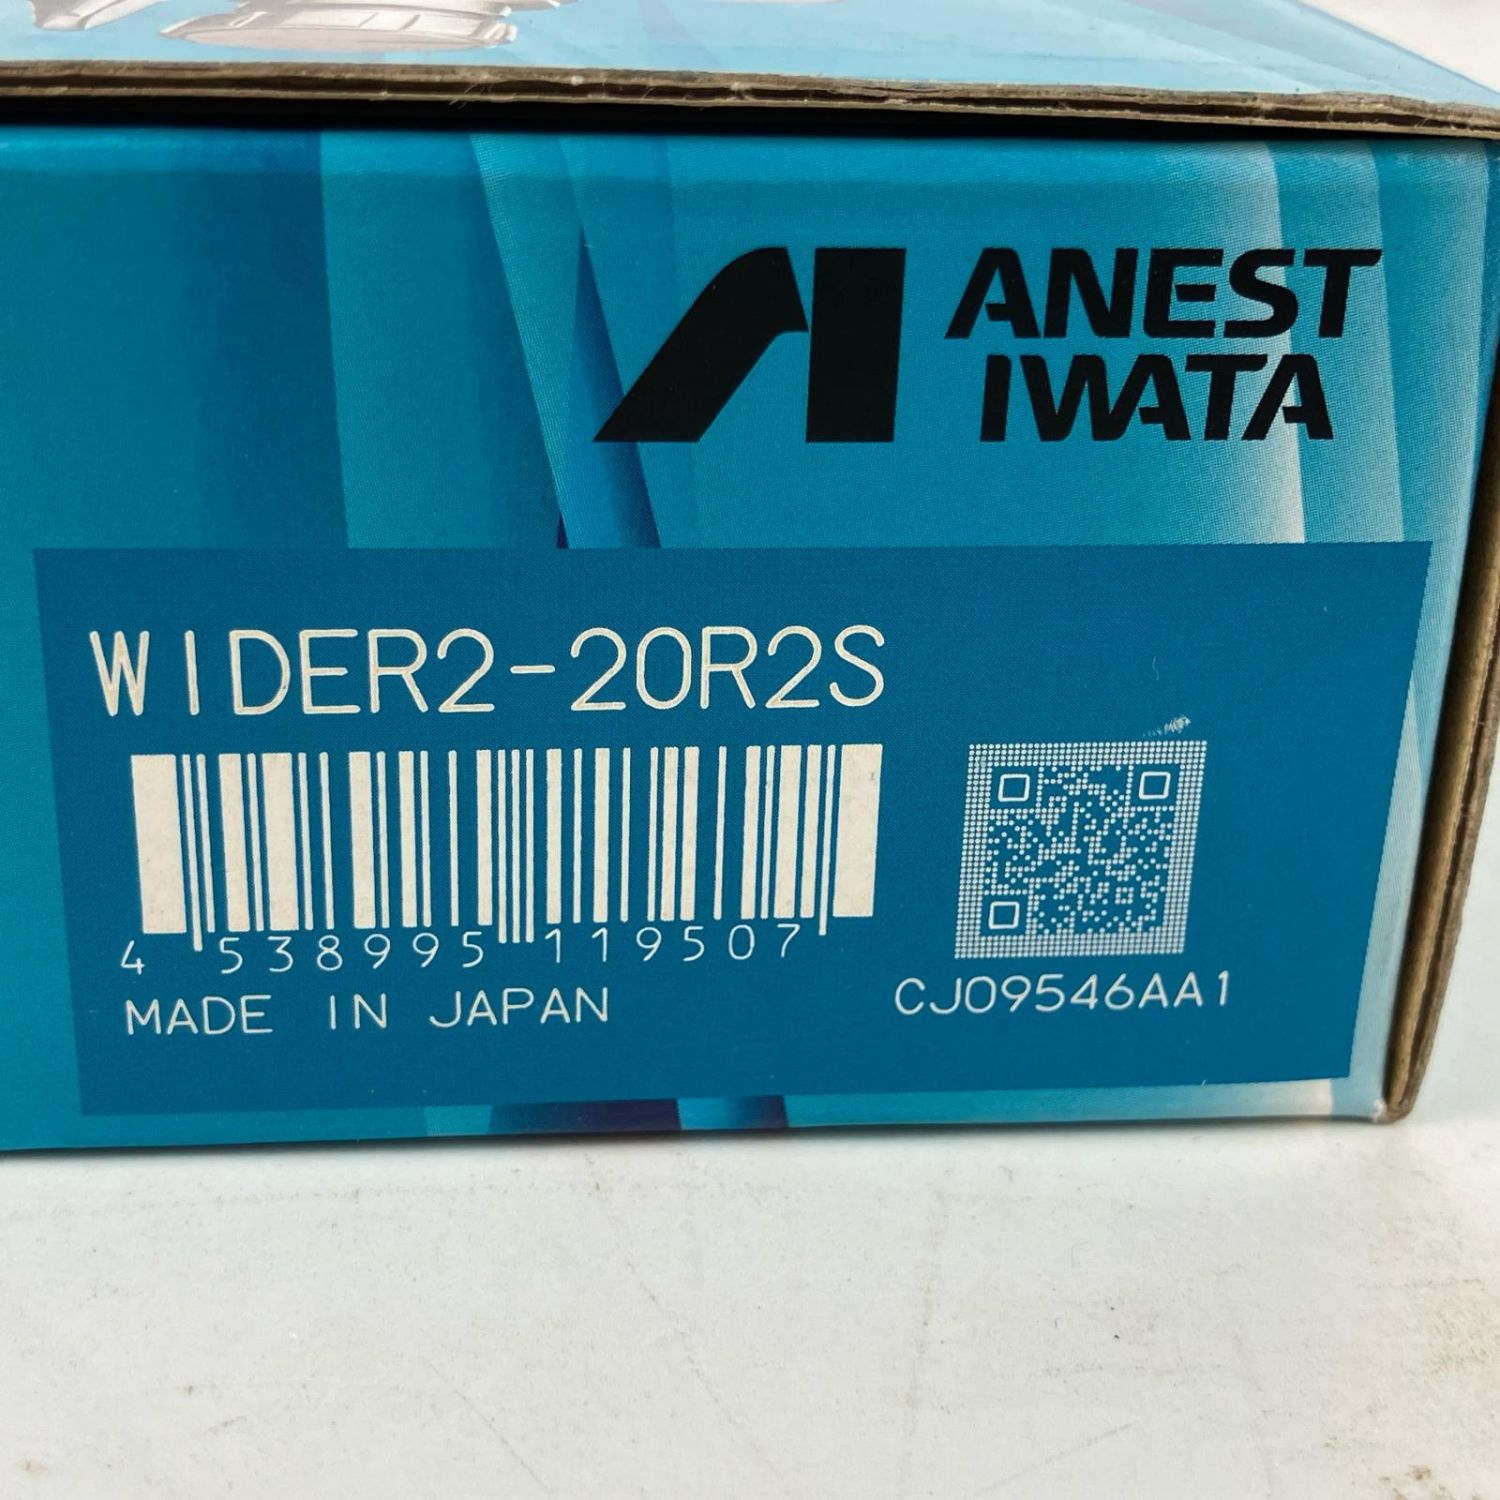 ANEST
IWATA
WIDER2-20R2S
4 538995 119507
MADE IN JAPAN
CJ09546AA1